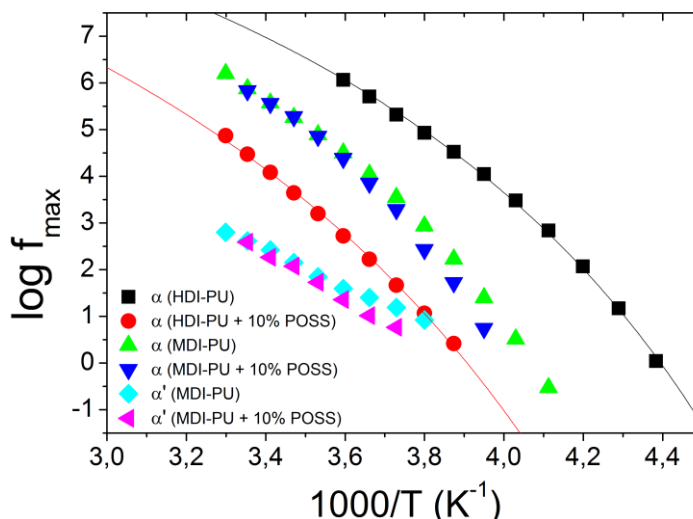 log f_max
7
6
5
4
3
2
1
0
-1
■ α (HDI-PU)
● α (HDI-PU + 10% POSS)
▲ α (MDI-PU)
▼ α (MDI-PU + 10% POSS)
◆ α' (MDI-PU)
◀ α' (MDI-PU + 10% POSS)
3,0 3,2 3,4 3,6 3,8 4,0 4,2 4,4
1000/T (K⁻¹)